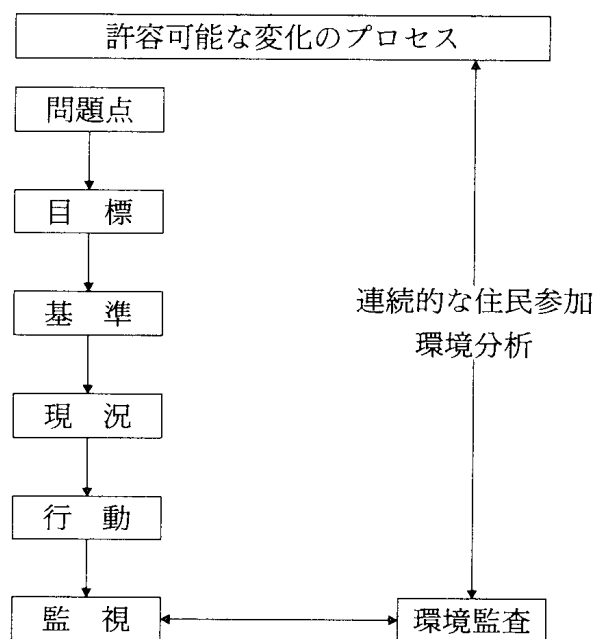 許容可能な変化のプロセス
問題点
目 標
基 準
連続的な住民参加
環境分析
現 況
行 動
監 視
環境監査